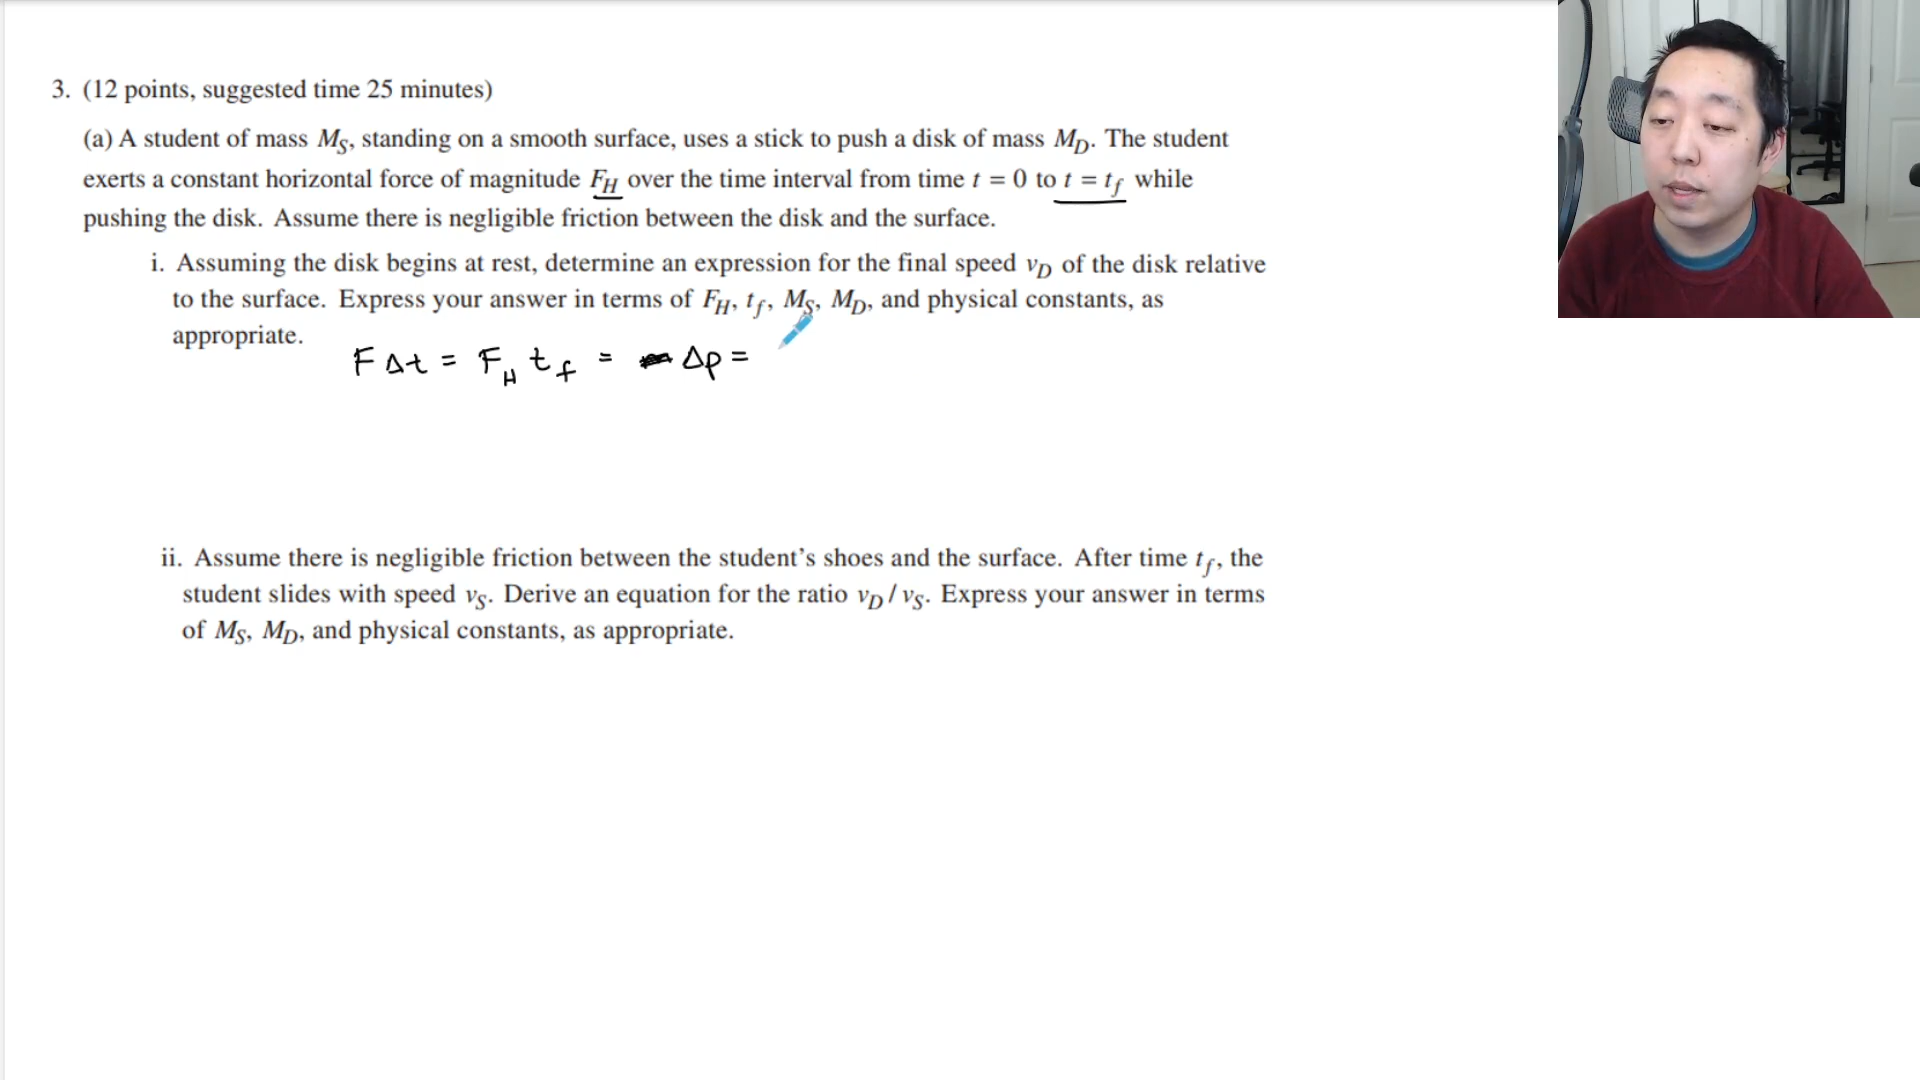 3. (12 points, suggested time 25 minutes)
(a) A student of mass M_S, standing on a smooth surface, uses a stick to push a disk of mass M_D. The student
exerts a constant horizontal force of magnitude F_H over the time interval from time t = 0 to t = t_f while
pushing the disk. Assume there is negligible friction between the disk and the surface.
i. Assuming the disk begins at rest, determine an expression for the final speed v_D of the disk relative
to the surface. Express your answer in terms of F_H, t_f, M_S, M_D, and physical constants, as
appropriate.
F Δt = F_H t_f = Δp =
ii. Assume there is negligible friction between the student’s shoes and the surface. After time t_f, the
student slides with speed v_S. Derive an equation for the ratio v_D / v_S. Express your answer in terms
of M_S, M_D, and physical constants, as appropriate.